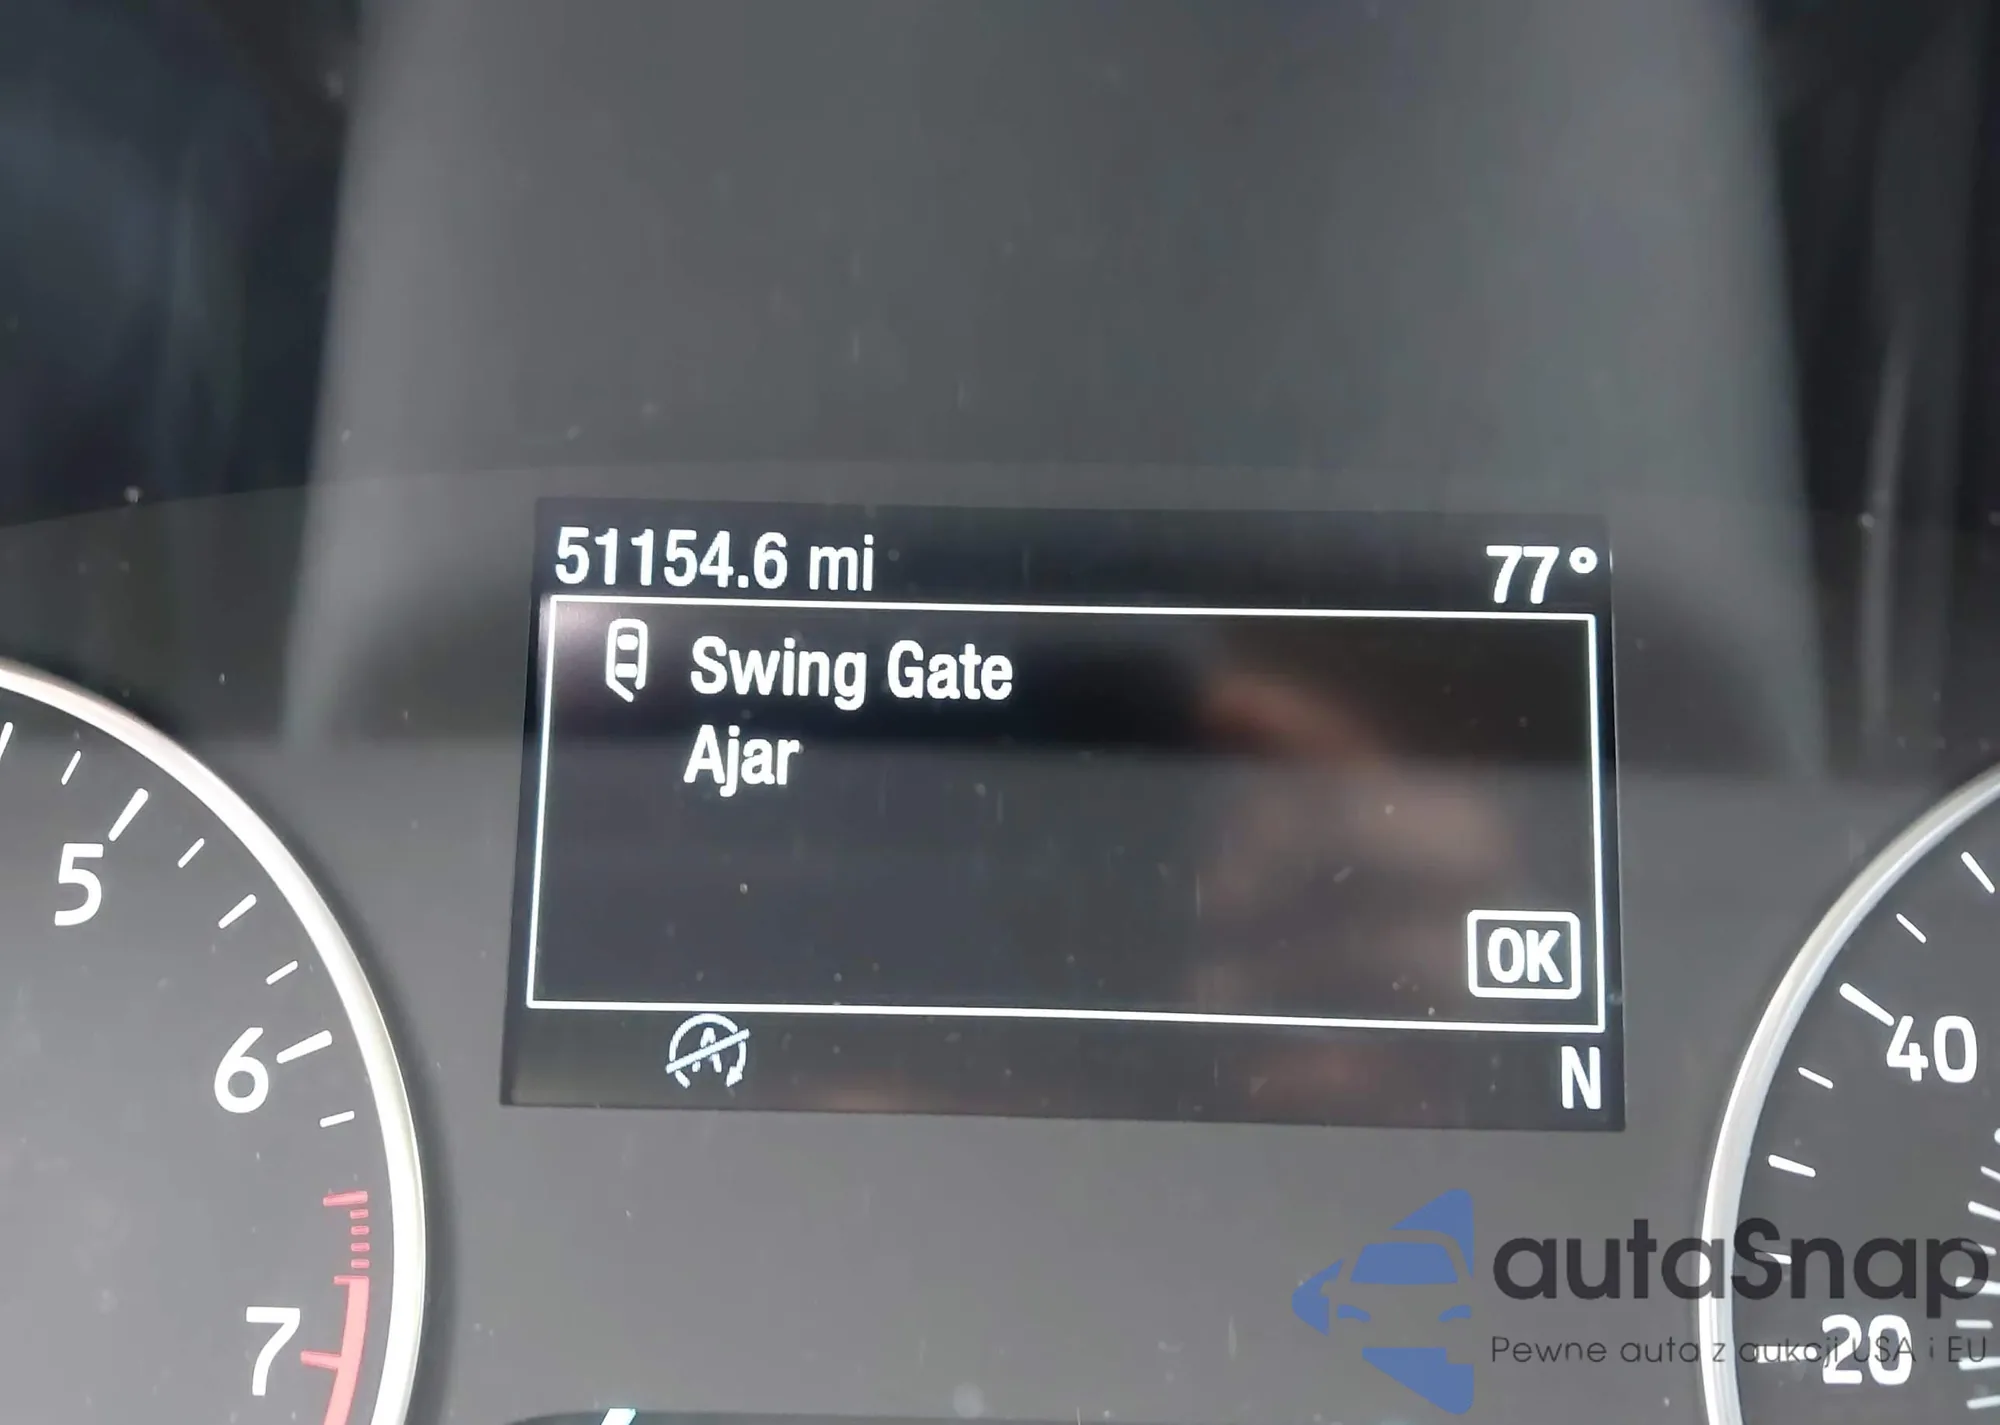 51154.6 mi 77°
Swing Gate
Ajar
OK
A
N
5
6
7
40
20
autaSnap
Pewne auta z aukcji USA i EU